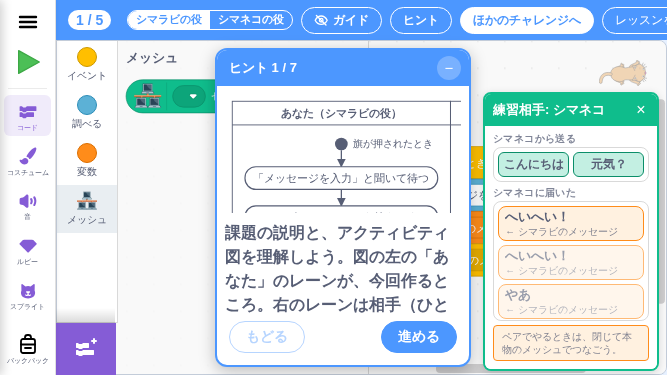 1 / 5
シマラビの役
シマネコの役
ガイド
ヒント
ほかのチャレンジへ
レッスン
コード
コスチューム
音
ルビー
スプライト
バックパック
イベント
調べる
変数
メッシュ
メッシュ
ヒント 1 / 7
あなた（シマラビの役）
旗が押されたとき
「メッセージを入力」と聞いて待つ
課題の説明と、アクティビティ
図を理解しよう。図の左の「あ
なた」のレーンが、今回作ると
ころ。右のレーンは相手（ひと
もどる
進める
練習相手: シマネコ
×
シマネコから送る
こんにちは
元気？
シマネコに届いた
へいへい！
← シマラビのメッセージ
へいへい！
← シマラビのメッセージ
やあ
← シマラビのメッセージ
ペアでやるときは、閉じて本
物のメッシュでつなごう。